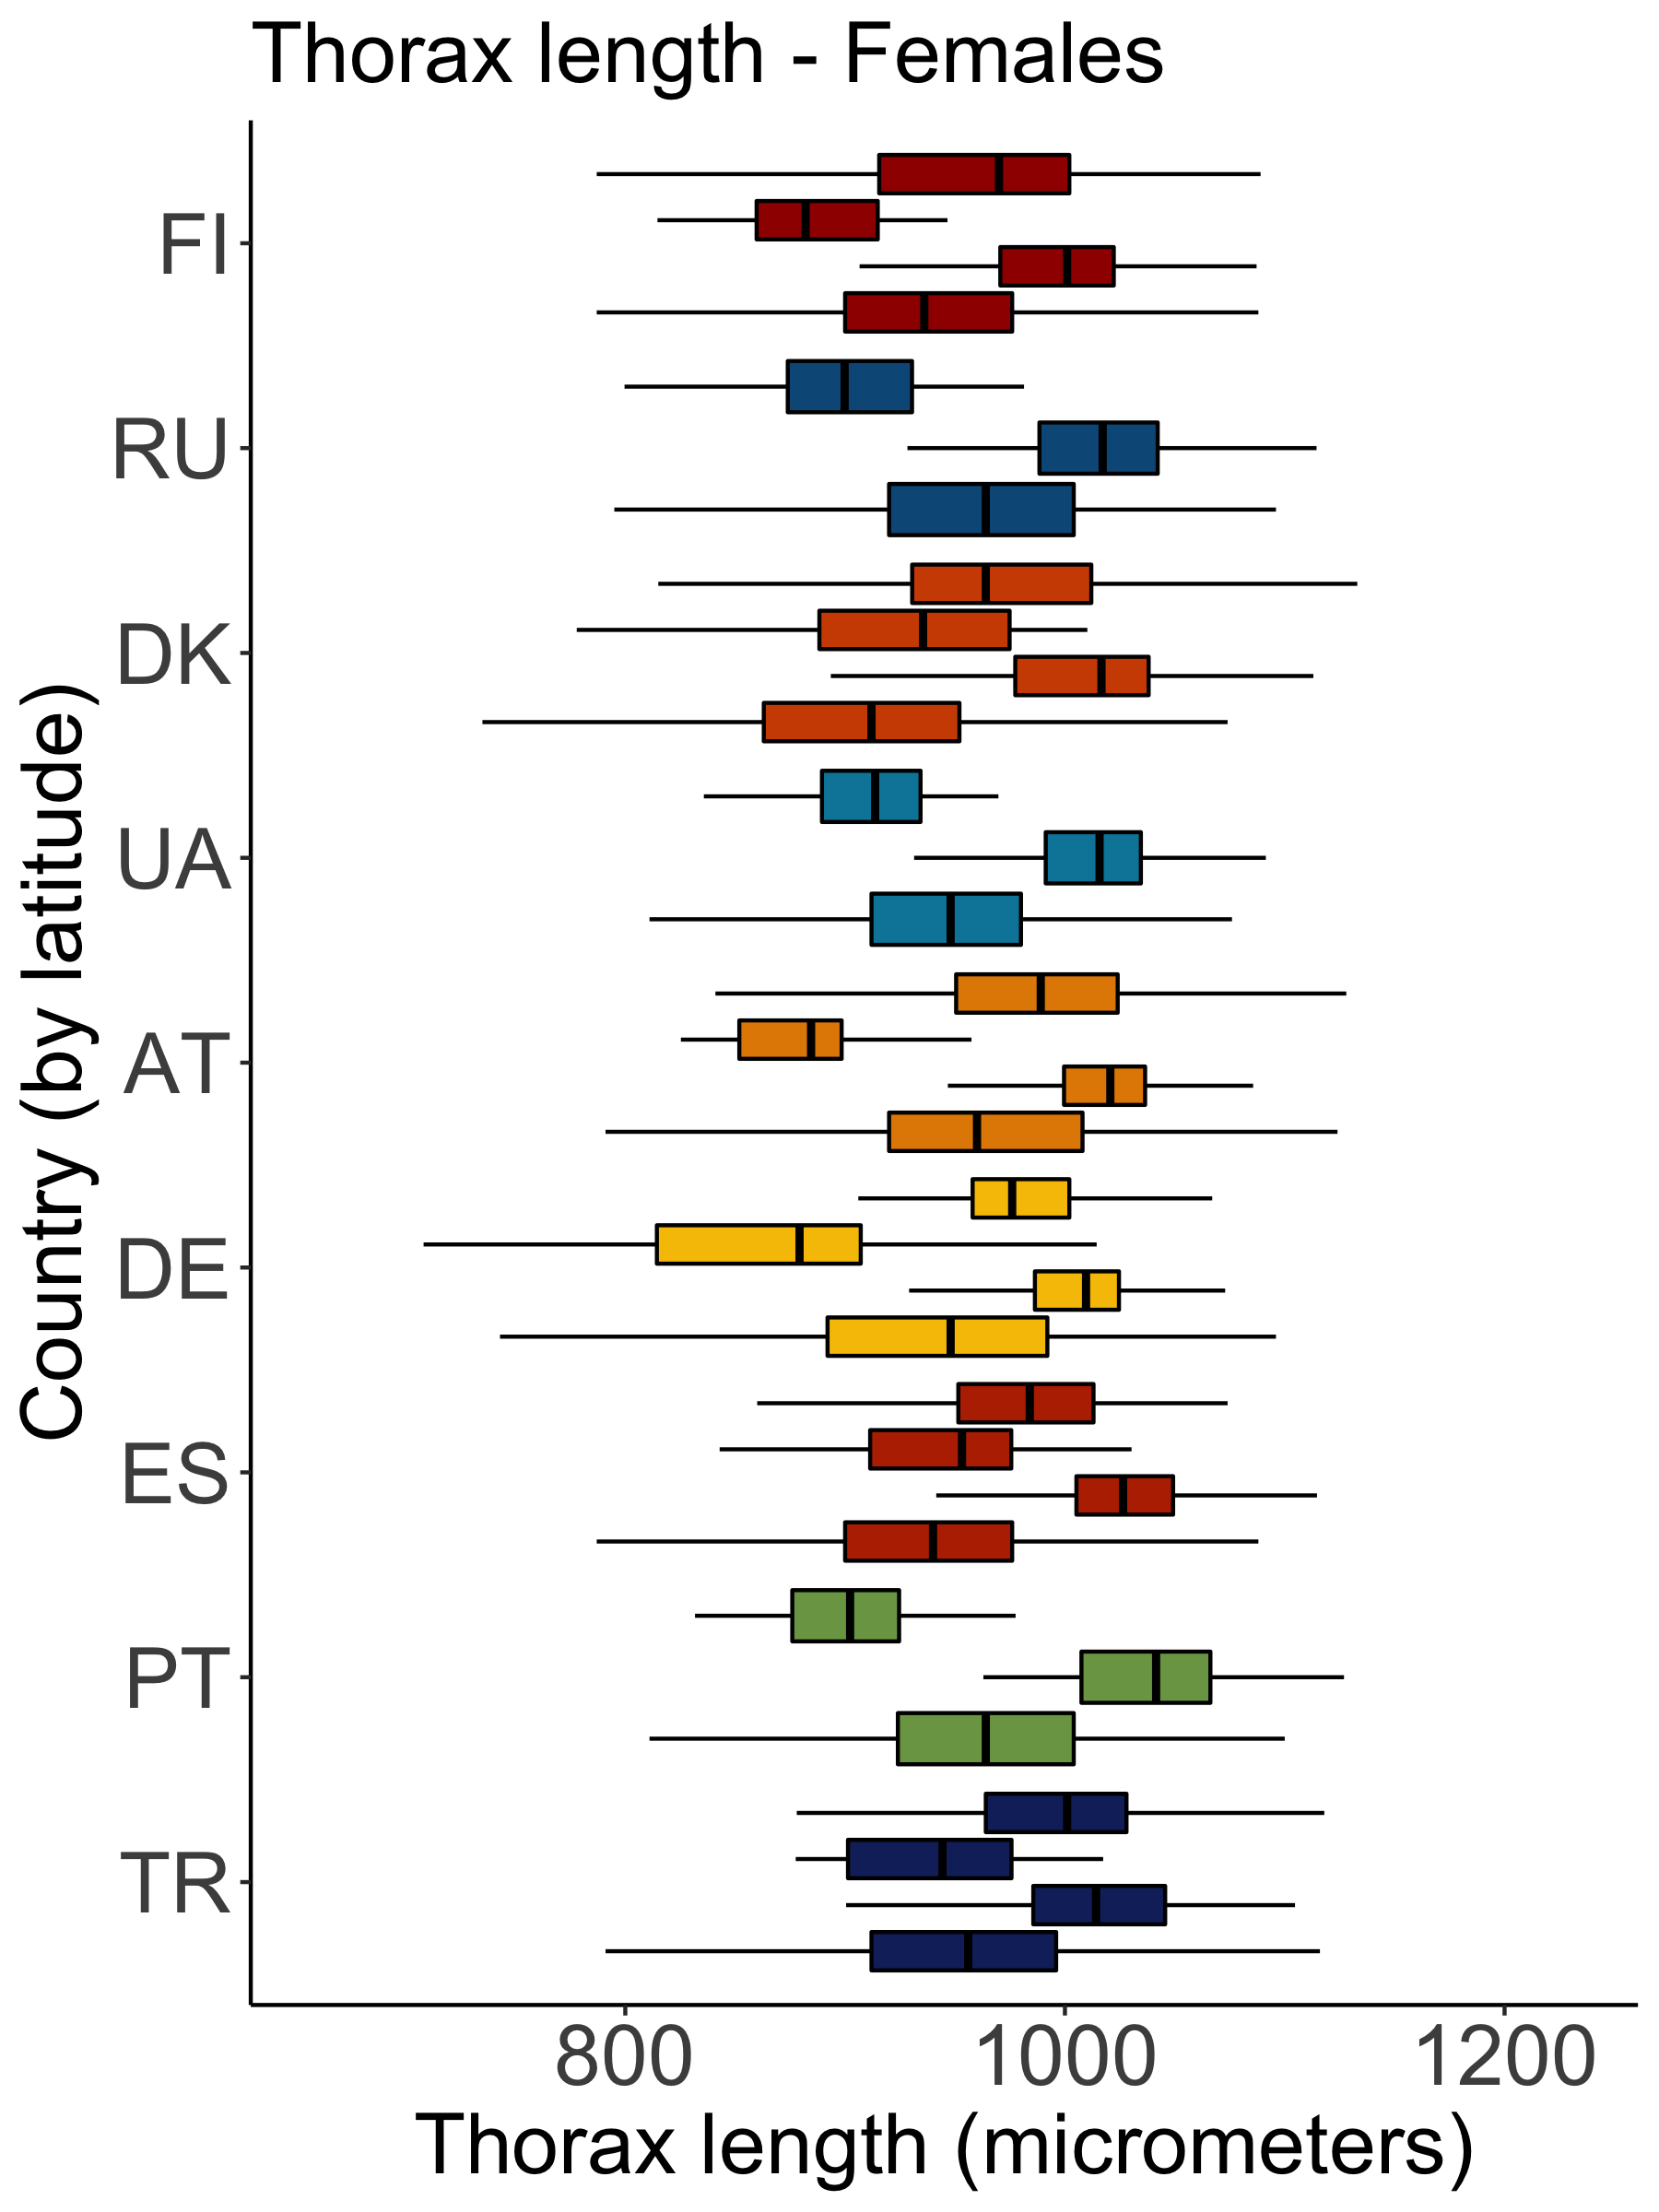 Thorax length - Females
Country (by latitude)
FI
RU
DK
UA
AT
DE
ES
PT
TR
800 1000 1200
Thorax length (micrometers)